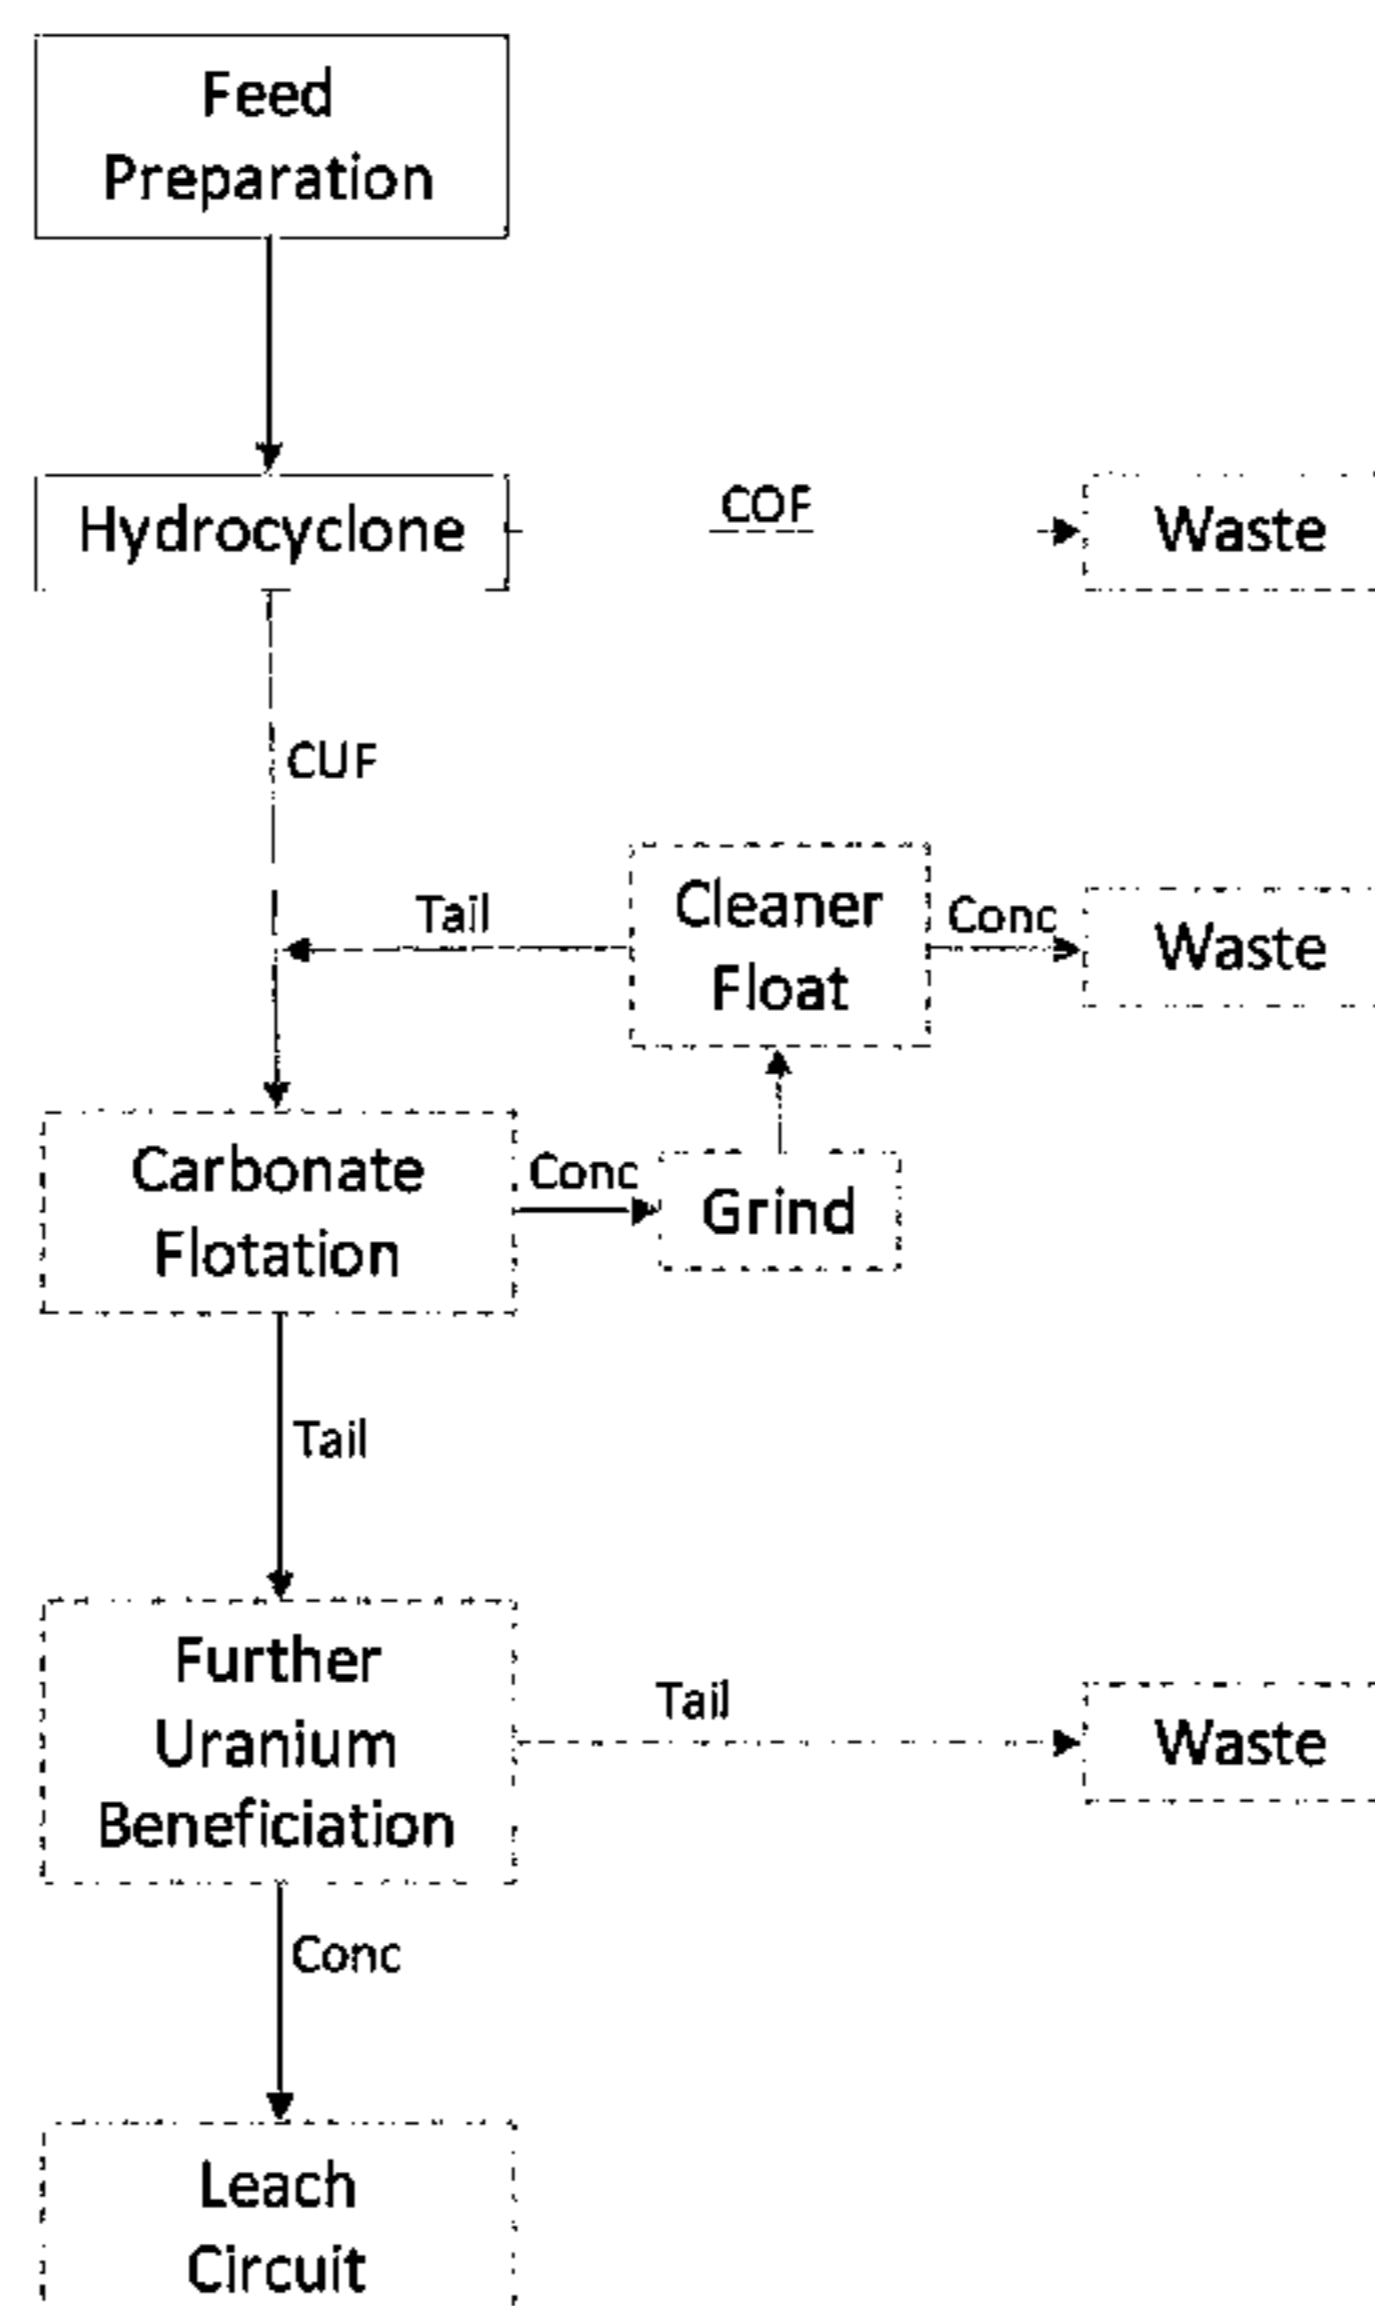 Feed
Preparation
Hydrocyclone
COF
Waste
CUF
Tail
Cleaner
Float
Conc
Waste
Carbonate
Flotation
Conc
Grind
Tail
Further
Uranium
Beneficiation
Tail
Waste
Conc
Leach
Circuit